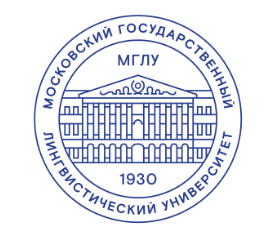 МОСКОВСКИЙ ГОСУДАРСТВЕННЫЙ
МГЛУ
1930
ЛИНГВИСТИЧЕСКИЙ УНИВЕРСИТЕТ